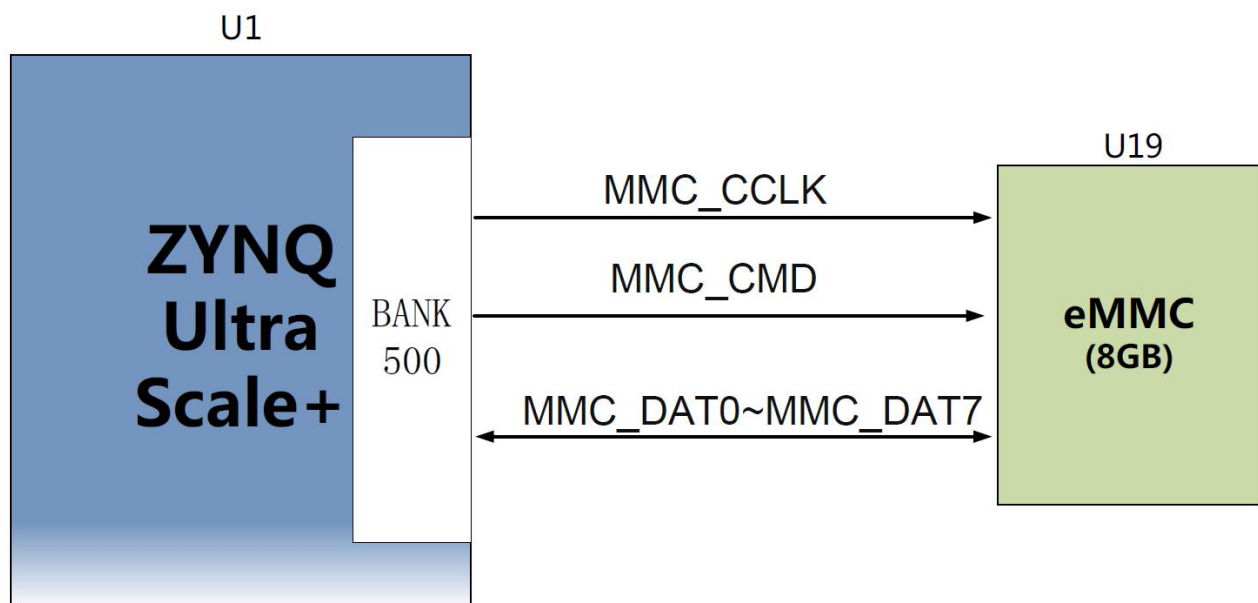 U1
ZYNQ
Ultra
Scale+
BANK
500
MMC_CCLK
MMC_CMD
MMC_DAT0~MMC_DAT7
U19
eMMC
(8GB)